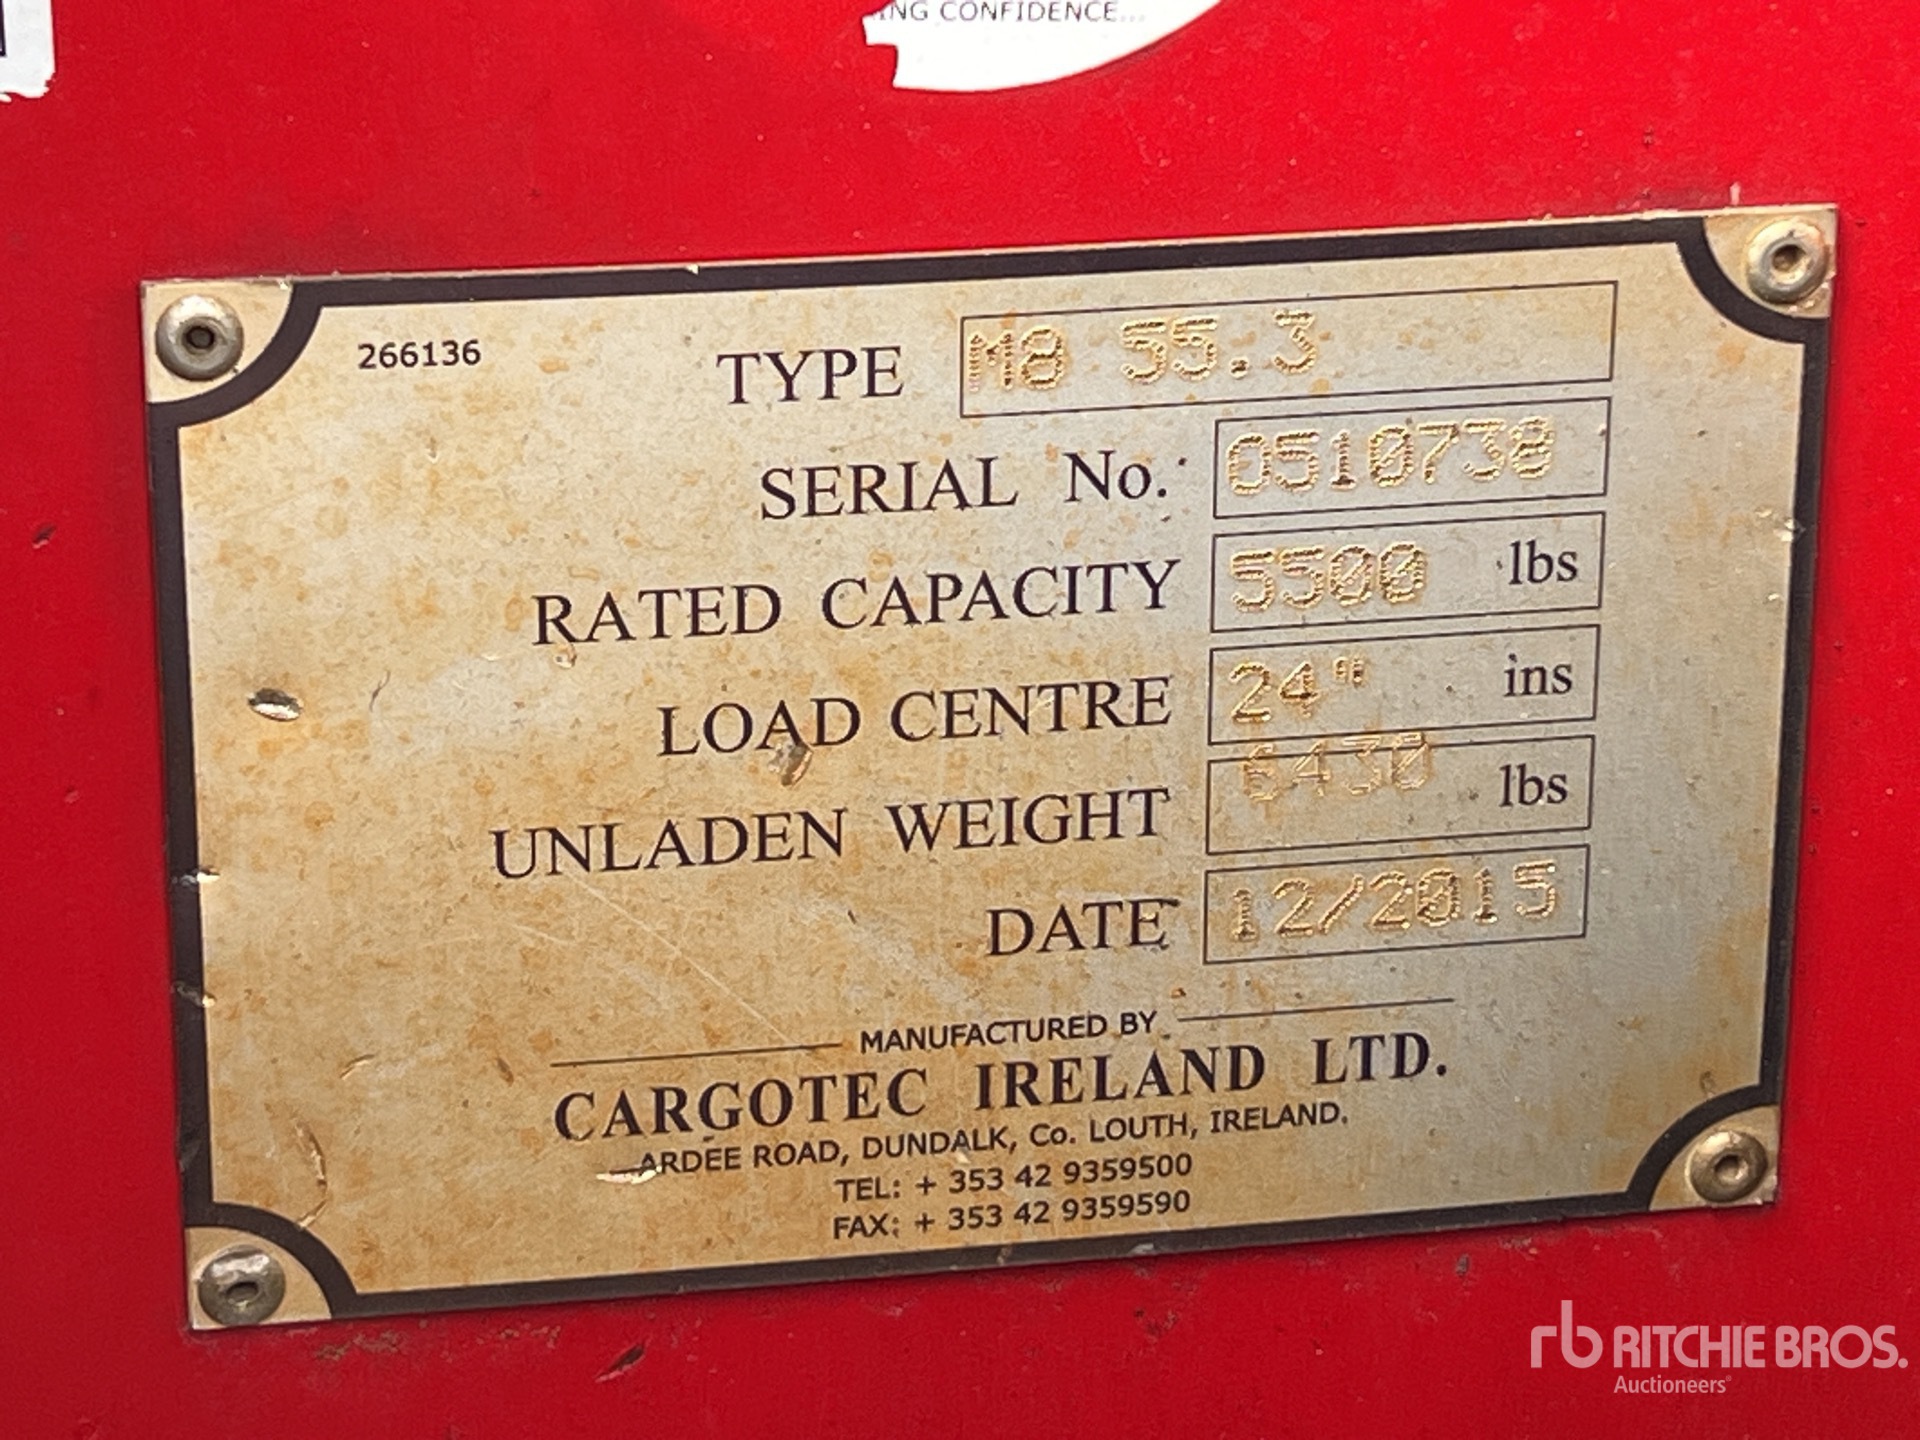 ING CONFIDENCE...
266136
TYPE M8 55.3
SERIAL No. 0510738
RATED CAPACITY 5500 lbs
LOAD CENTRE 24" ins
UNLADEN WEIGHT 6430 lbs
DATE 12/2015
MANUFACTURED BY
CARGOTEC IRELAND LTD.
ARDEE ROAD, DUNDALK, Co. LOUTH, IRELAND.
TEL: + 353 42 9359500
FAX: + 353 42 9359590
rb RITCHIE BROS.
Auctioneers